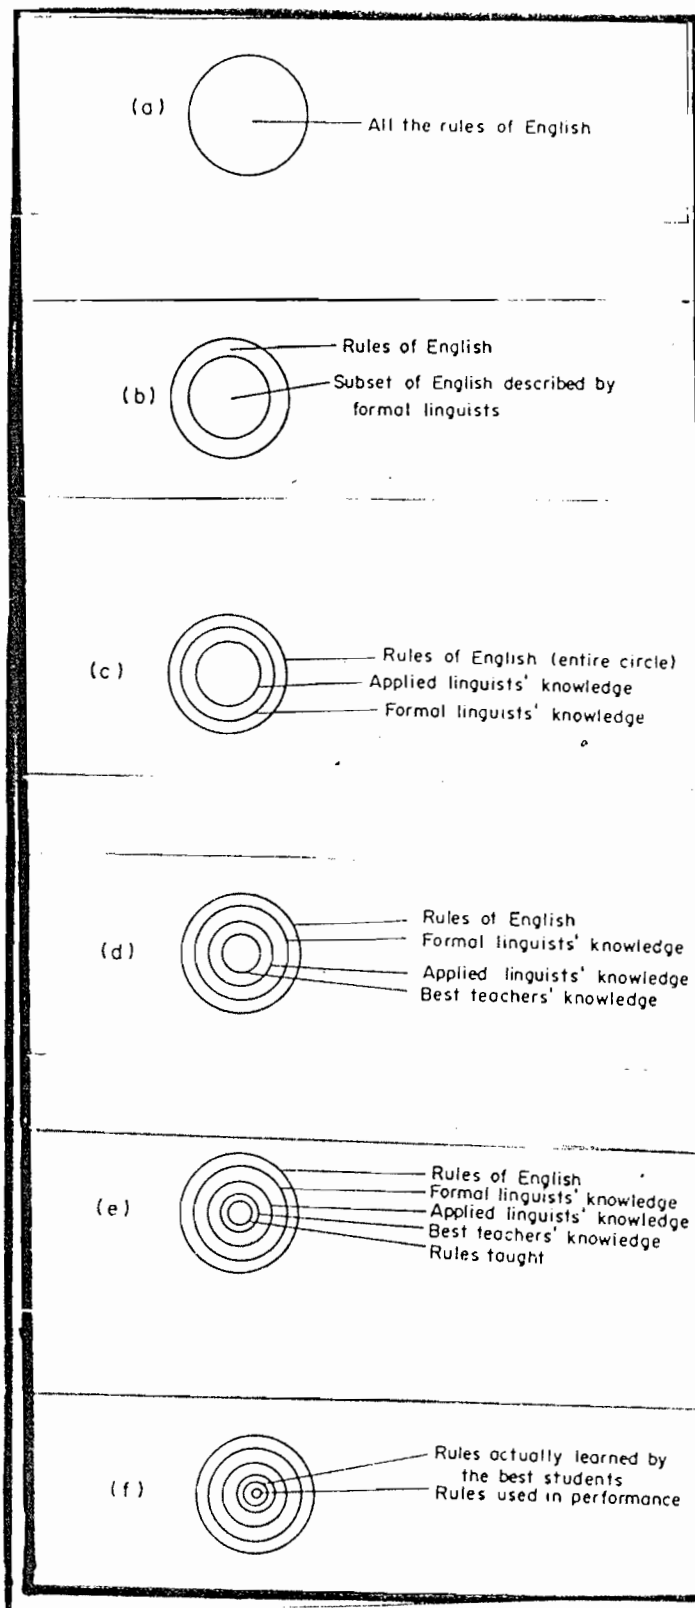 (a)
All the rules of English
(b)
Rules of English
Subset of English described by
formal linguists
(c)
Rules of English (entire circle)
Applied linguists' knowledge
Formal linguists' knowledge
(d)
Rules of English
Formal linguists' knowledge
Applied linguists' knowledge
Best teachers' knowledge
(e)
Rules of English
Formal linguists' knowledge
Applied linguists' knowledge
Best teachers' knowledge
Rules taught
(f)
Rules actually learned by
the best students
Rules used in performance